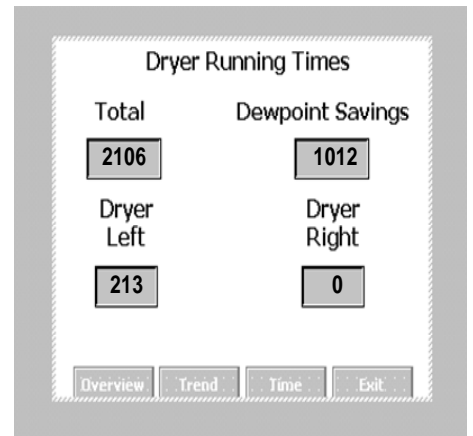 Dryer Running Times
Total Dewpoint Savings
2106 1012
Dryer Dryer
Left Right
213 0
Overview Trend Time Exit